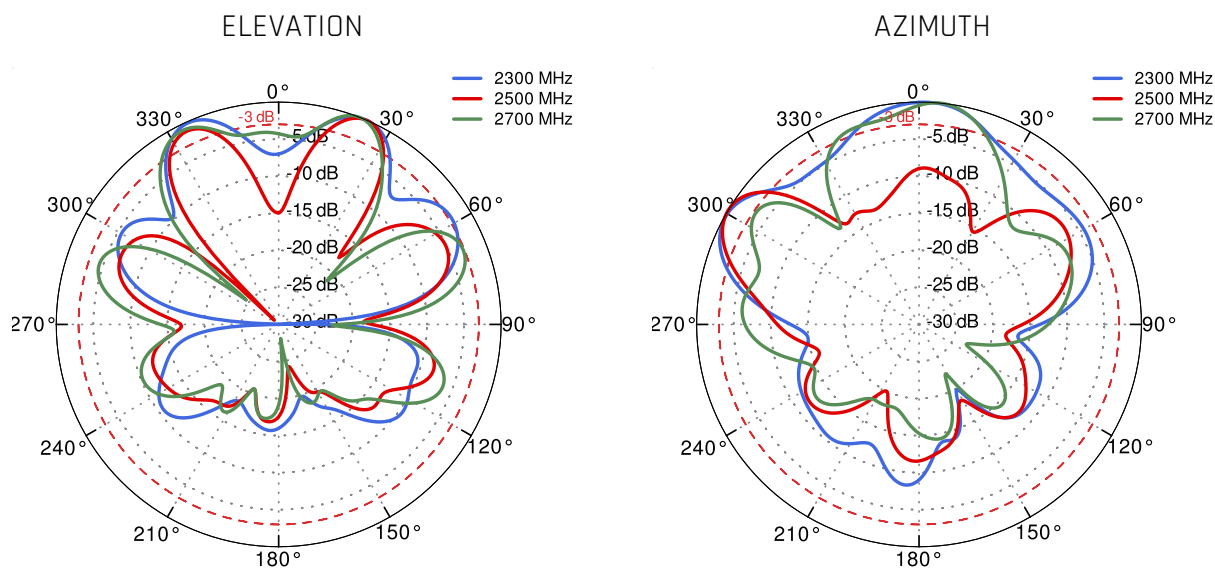 ELEVATION
2300 MHz
2500 MHz
2700 MHz
0°
30°
60°
90°
120°
150°
180°
210°
240°
270°
300°
330°
-3 dB
-5 dB
-10 dB
-15 dB
-20 dB
-25 dB
-30 dB
AZIMUTH
2300 MHz
2500 MHz
2700 MHz
0°
30°
60°
90°
120°
150°
180°
210°
240°
270°
300°
330°
-3 dB
-5 dB
-10 dB
-15 dB
-20 dB
-25 dB
-30 dB